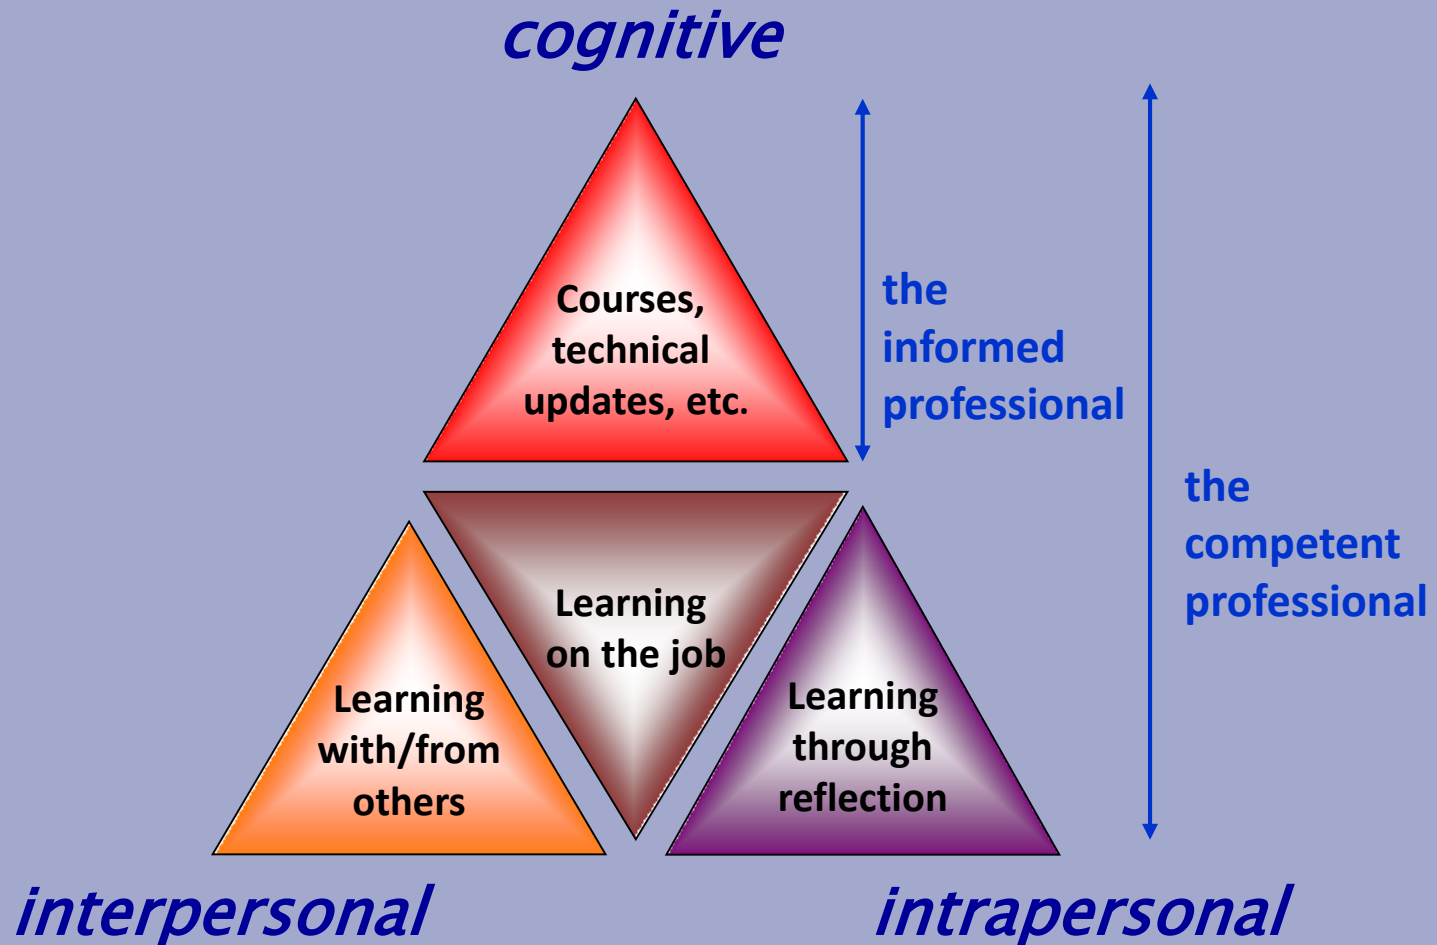 cognitive
Courses,
technical
updates, etc.
the
informed
professional
the
competent
professional
Learning
on the job
Learning
with/from
others
Learning
through
reflection
interpersonal
intrapersonal